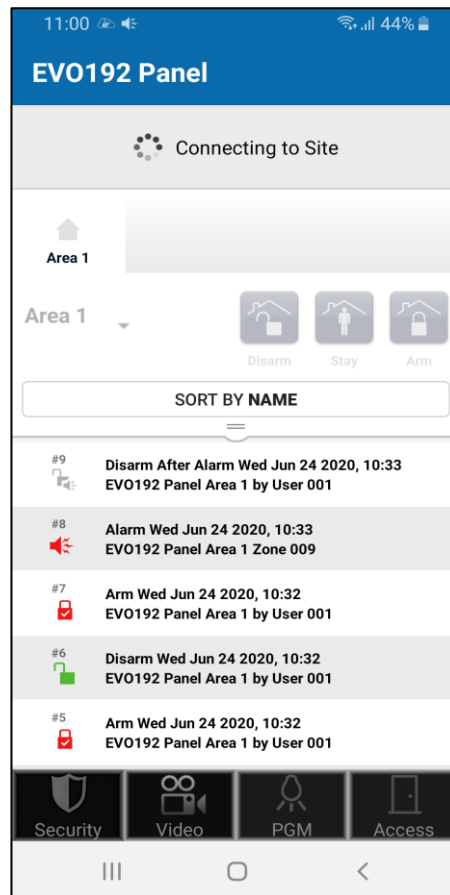 11:00 44%
EVO192 Panel
Connecting to Site
Area 1
Area 1
Disarm Stay Arm
SORT BY NAME
#9
Disarm After Alarm Wed Jun 24 2020, 10:33
EVO192 Panel Area 1 by User 001
#8
Alarm Wed Jun 24 2020, 10:33
EVO192 Panel Area 1 Zone 009
#7
Arm Wed Jun 24 2020, 10:32
EVO192 Panel Area 1 by User 001
#6
Disarm Wed Jun 24 2020, 10:32
EVO192 Panel Area 1 by User 001
#5
Arm Wed Jun 24 2020, 10:32
EVO192 Panel Area 1 by User 001
Security Video PGM Access